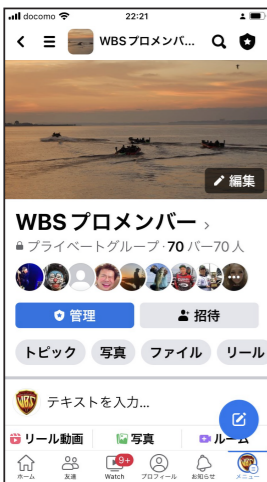 docomo 22:21
WBSプロメンバ...
編集
WBSプロメンバー
プライベートグループ・70 バー70人
管理
招待
トピック 写真 ファイル リール
WBS
テキストを入力...
リール動画 写真 ルーム
9+
ホーム 友達 Watch プロフィール お知らせ メニュー